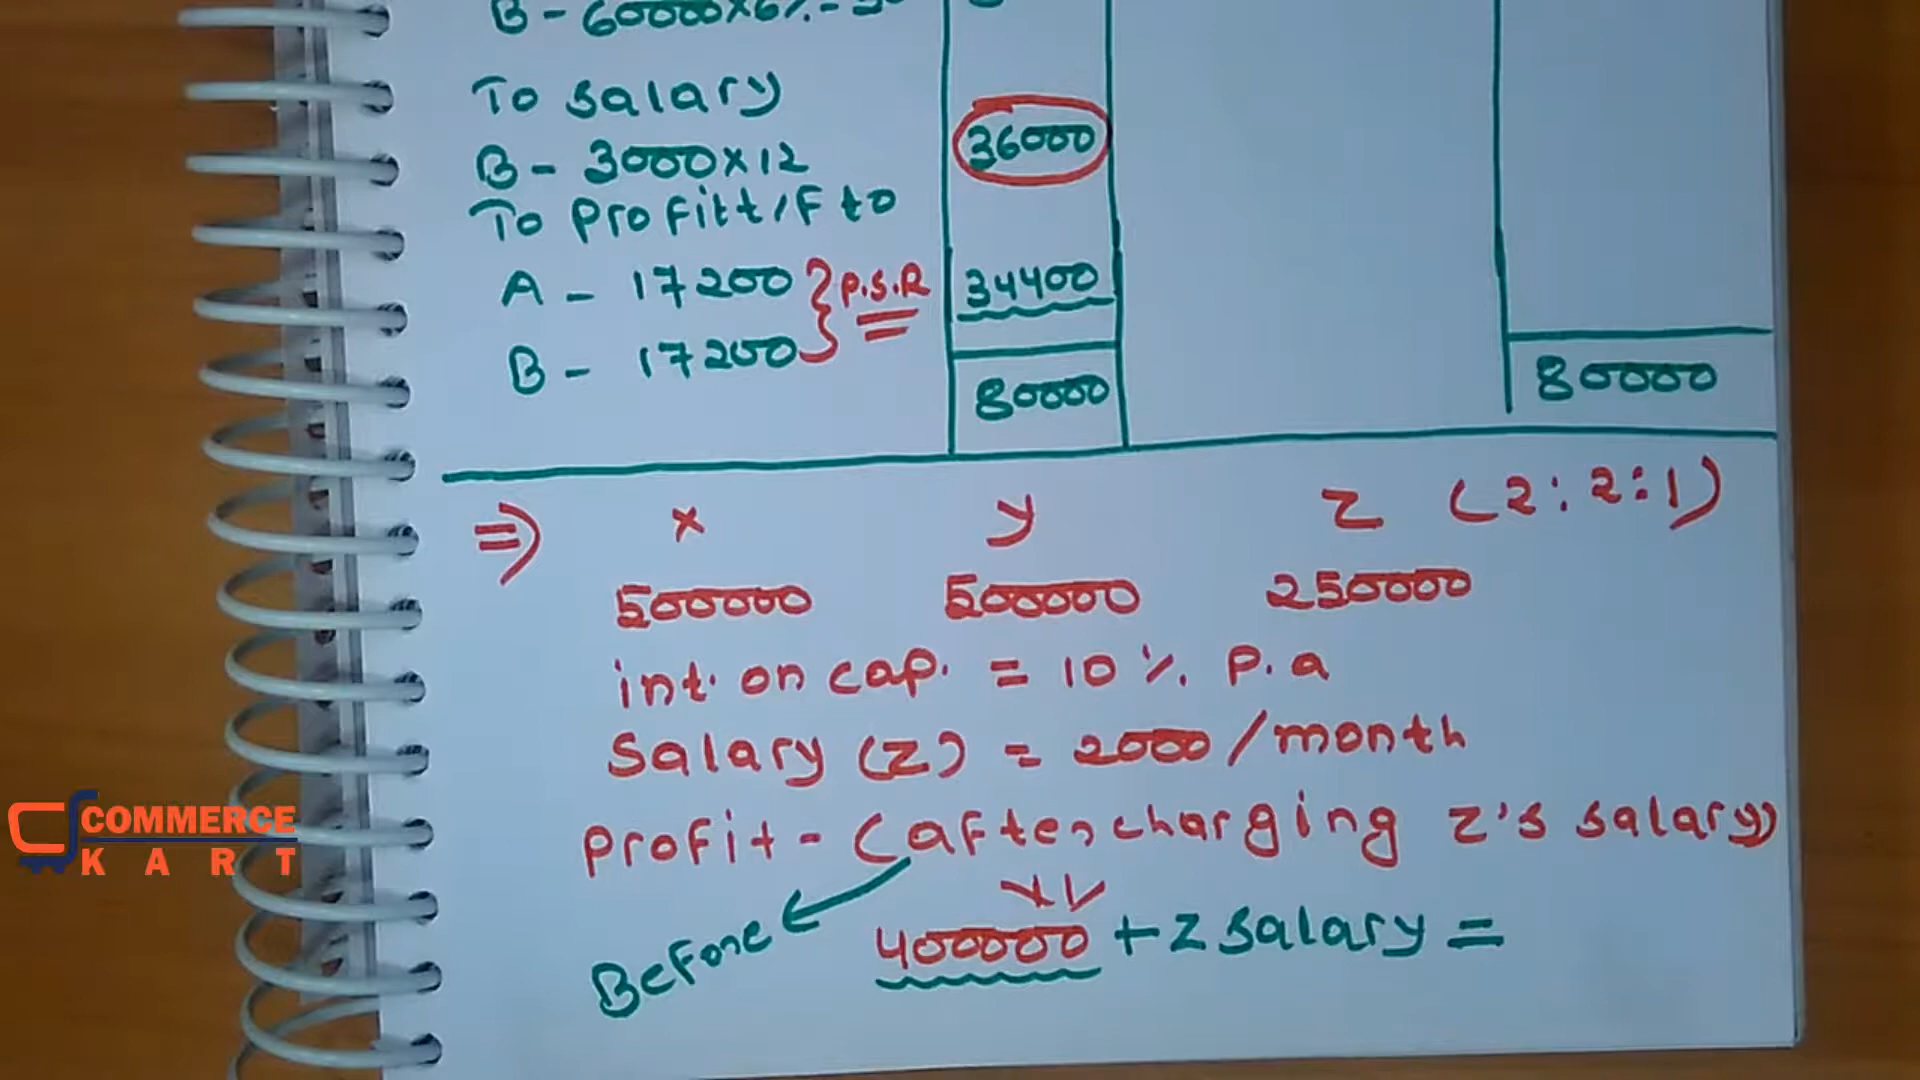 B - 60000x6%-
To salary
36000
B - 3000x12
To Profit t/F to
A - 17200 } P.S.R 34400
B - 17200
80000 80000
=) x y z (2:2:1)
500000 500000 250000
int. on cap. = 10 %. P.a
Salary (z) = 2000 /month
Profit - (after charging z's salary)
Before 400000 + z salary =
COMMERCE
KART